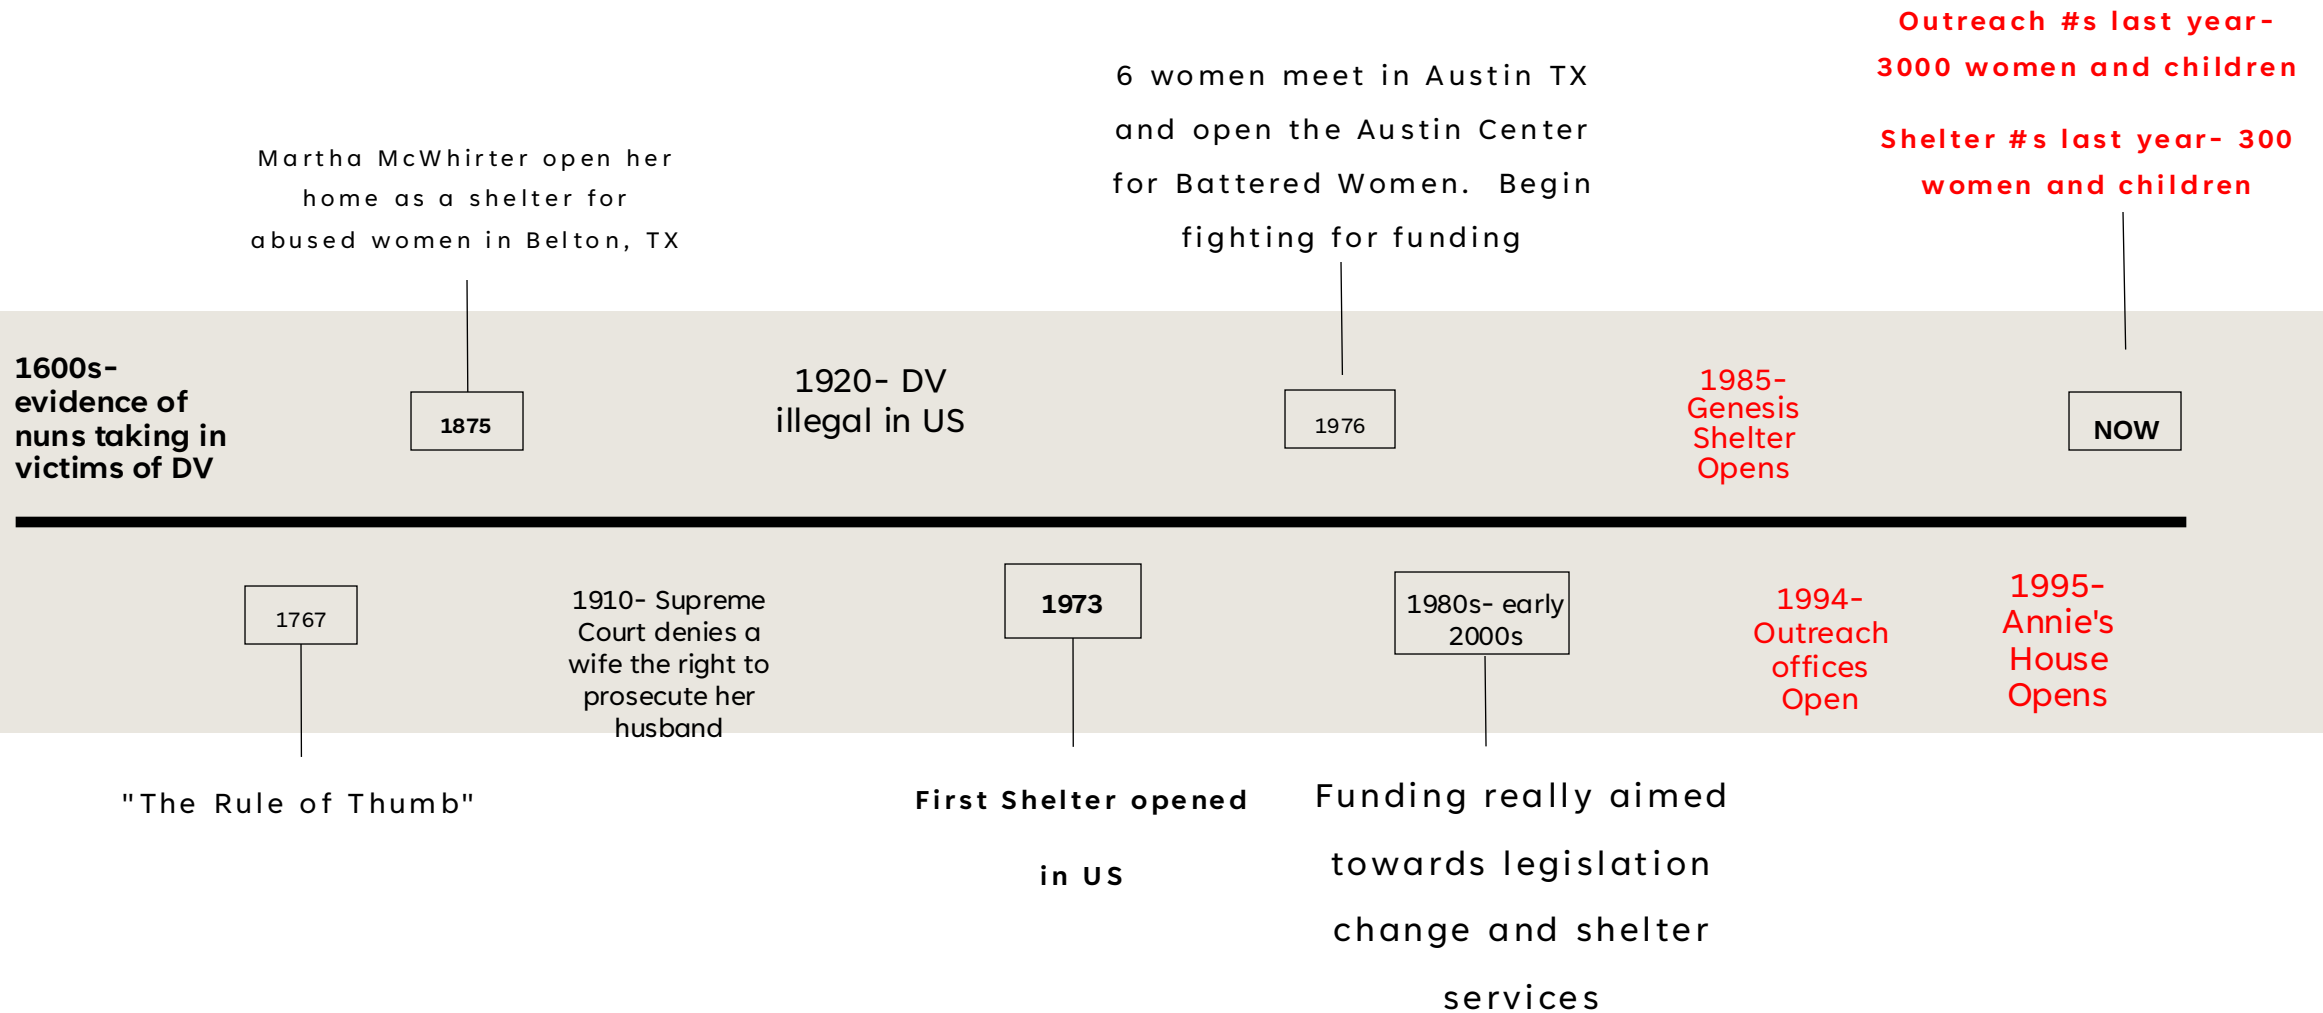 Outreach #s last year-
3000 women and children
Shelter #s last year- 300
women and children
6 women meet in Austin TX
and open the Austin Center
for Battered Women.  Begin
fighting for funding
Martha McWhirter open her
home as a shelter for
abused women in Belton, TX
1600s-
evidence of
nuns taking in
victims of DV
1875
1920- DV
illegal in US
1976
1985-
Genesis
Shelter
Opens
NOW
1767
1910- Supreme
Court denies a
wife the right to
prosecute her
husband
1973
1980s- early
2000s
1994-
Outreach
offices
Open
1995-
Annie's
House
Opens
"The Rule of Thumb"
First Shelter opened
in US
Funding really aimed
towards legislation
change and shelter
services